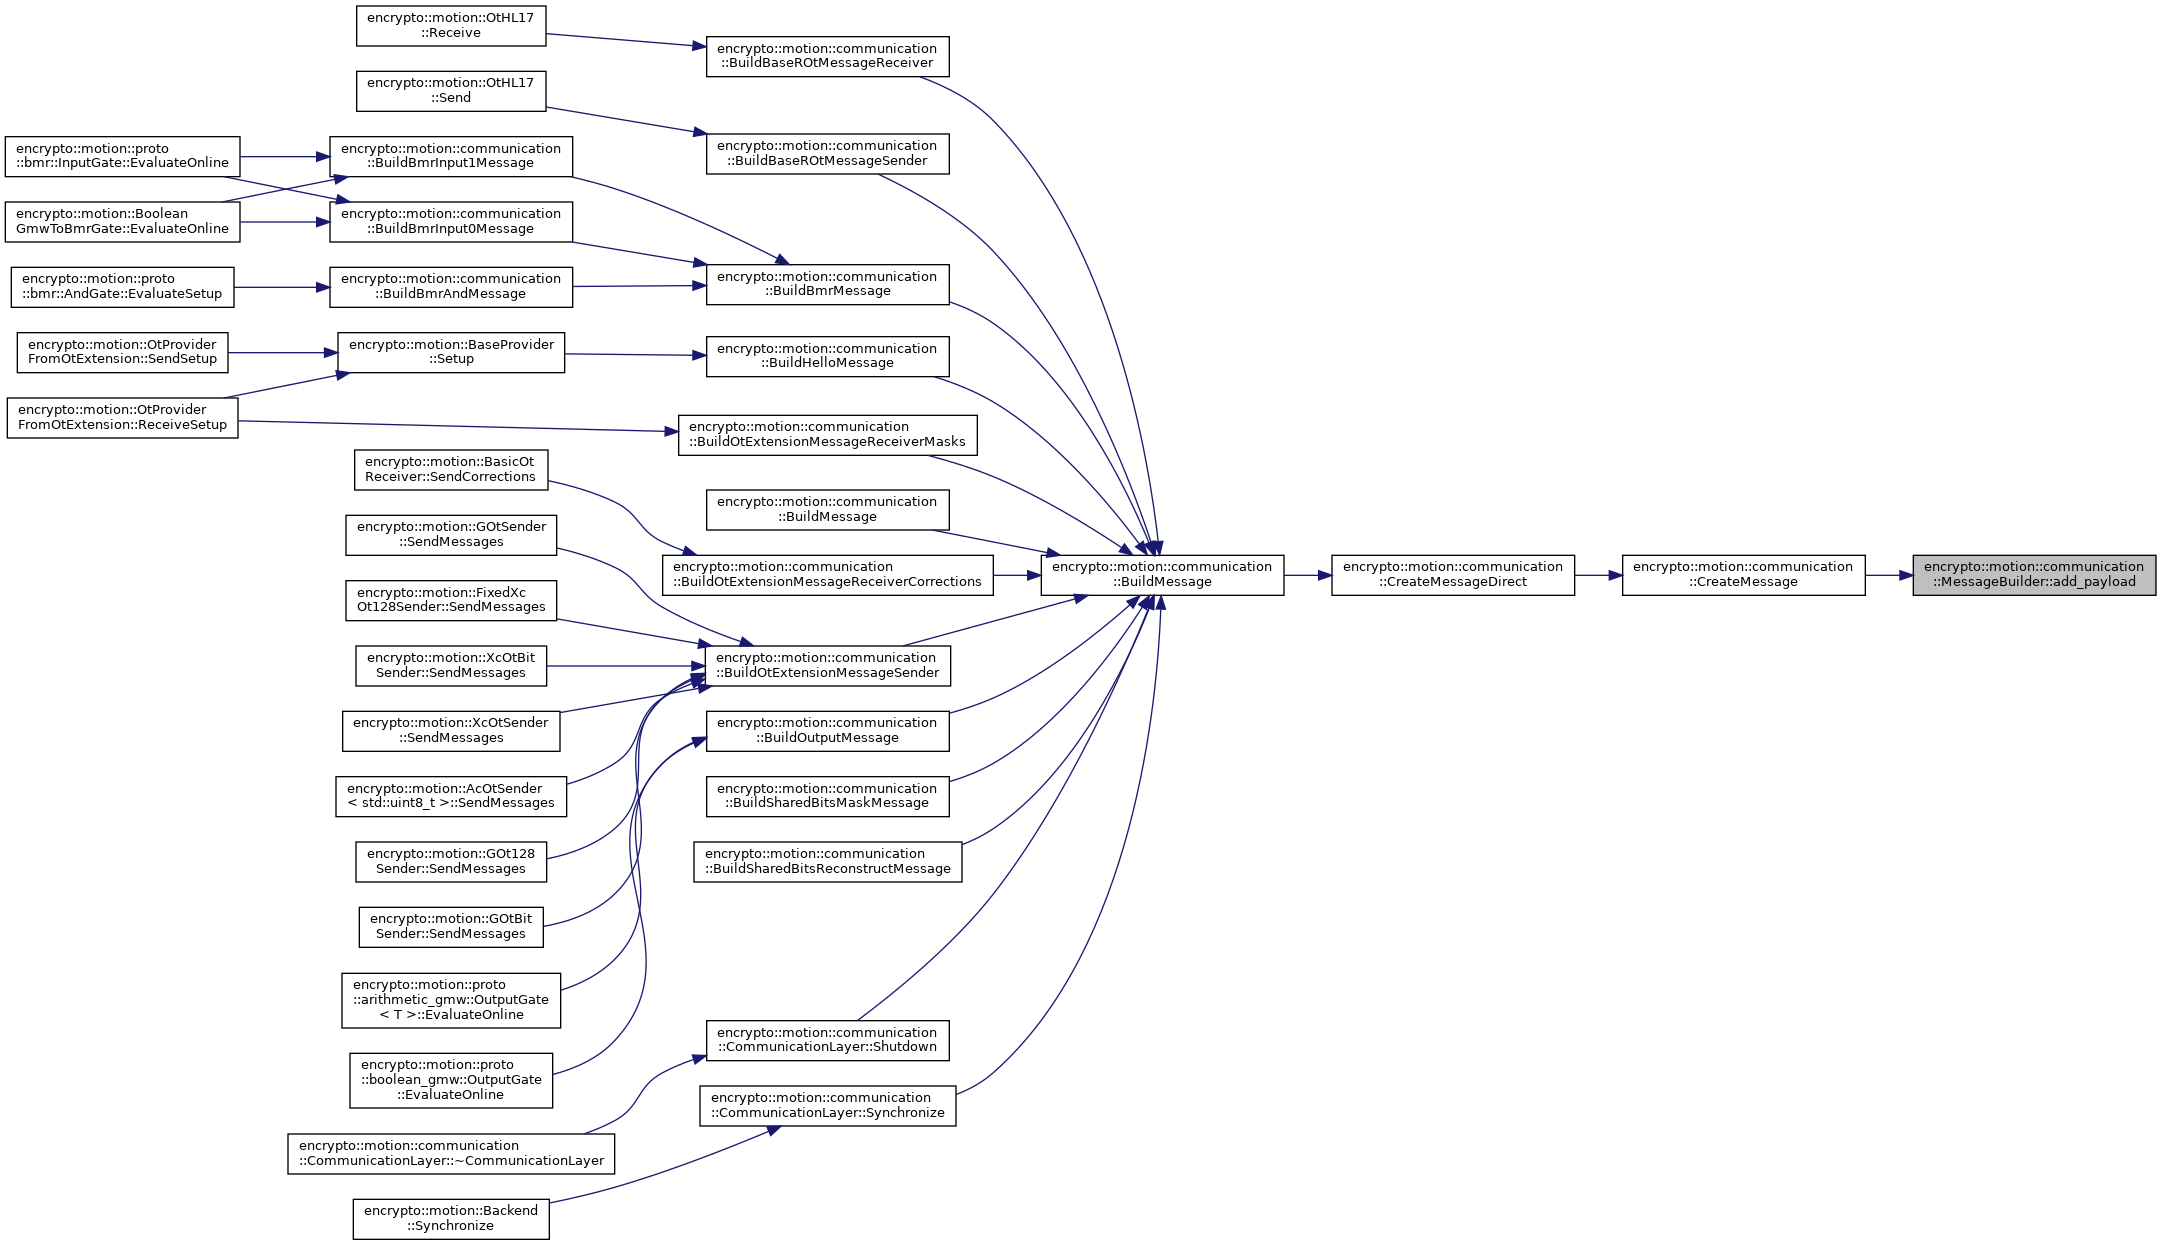 encrypto::motion::OtHL17
::Receive
encrypto::motion::communication
::BuildBaseROtMessageReceiver
encrypto::motion::OtHL17
::Send
encrypto::motion::communication
::BuildBaseROtMessageSender
encrypto::motion::proto
::bmr::InputGate::EvaluateOnline
encrypto::motion::communication
::BuildBmrInput1Message
encrypto::motion::Boolean
GmwToBmrGate::EvaluateOnline
encrypto::motion::communication
::BuildBmrInput0Message
encrypto::motion::proto
::bmr::AndGate::EvaluateSetup
encrypto::motion::communication
::BuildBmrAndMessage
encrypto::motion::communication
::BuildBmrMessage
encrypto::motion::OtProvider
FromOtExtension::SendSetup
encrypto::motion::BaseProvider
::Setup
encrypto::motion::communication
::BuildHelloMessage
encrypto::motion::OtProvider
FromOtExtension::ReceiveSetup
encrypto::motion::communication
::BuildOtExtensionMessageReceiverMasks
encrypto::motion::BasicOt
Receiver::SendCorrections
encrypto::motion::communication
::BuildMessage
encrypto::motion::GOtSender
::SendMessages
encrypto::motion::communication
::BuildOtExtensionMessageReceiverCorrections
encrypto::motion::communication
::BuildMessage
encrypto::motion::communication
::CreateMessageDirect
encrypto::motion::communication
::CreateMessage
encrypto::motion::communication
::MessageBuilder::add_payload
encrypto::motion::FixedXc
Ot128Sender::SendMessages
encrypto::motion::XcOtBit
Sender::SendMessages
encrypto::motion::communication
::BuildOtExtensionMessageSender
encrypto::motion::XcOtSender
::SendMessages
encrypto::motion::communication
::BuildOutputMessage
encrypto::motion::AcOtSender
< std::uint8_t >::SendMessages
encrypto::motion::communication
::BuildSharedBitsMaskMessage
encrypto::motion::GOt128
Sender::SendMessages
encrypto::motion::communication
::BuildSharedBitsReconstructMessage
encrypto::motion::GOtBit
Sender::SendMessages
encrypto::motion::proto
::arithmetic_gmw::OutputGate
< T >::EvaluateOnline
encrypto::motion::communication
::CommunicationLayer::Shutdown
encrypto::motion::proto
::boolean_gmw::OutputGate
::EvaluateOnline
encrypto::motion::communication
::CommunicationLayer::Synchronize
encrypto::motion::communication
::CommunicationLayer::~CommunicationLayer
encrypto::motion::Backend
::Synchronize